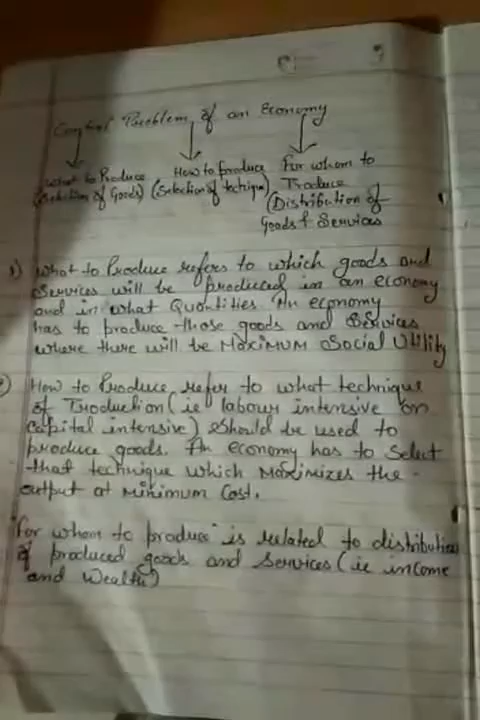 Central Problem of an Economy
What to Produce How to produce For whom to
(Selection of Goods) (Selection of techique) Produce
(Distribution of
Goods & Services
1) What to Produce refers to which goods and
Services will be produced in an economy
and in what Quantities. An economy
has to produce those goods and Services
where there will be MaxiMUM Social Utility
2) How to Produce refer to what technique
of Production (ie labour intensive or
Capital intensive) should be used to
produce goods. An economy has to Select
that technique which Maximizes the
output at Minimum Cost.
"For whom to produce" is related to distribution
of produced goods and services (ie income
and Wealth)